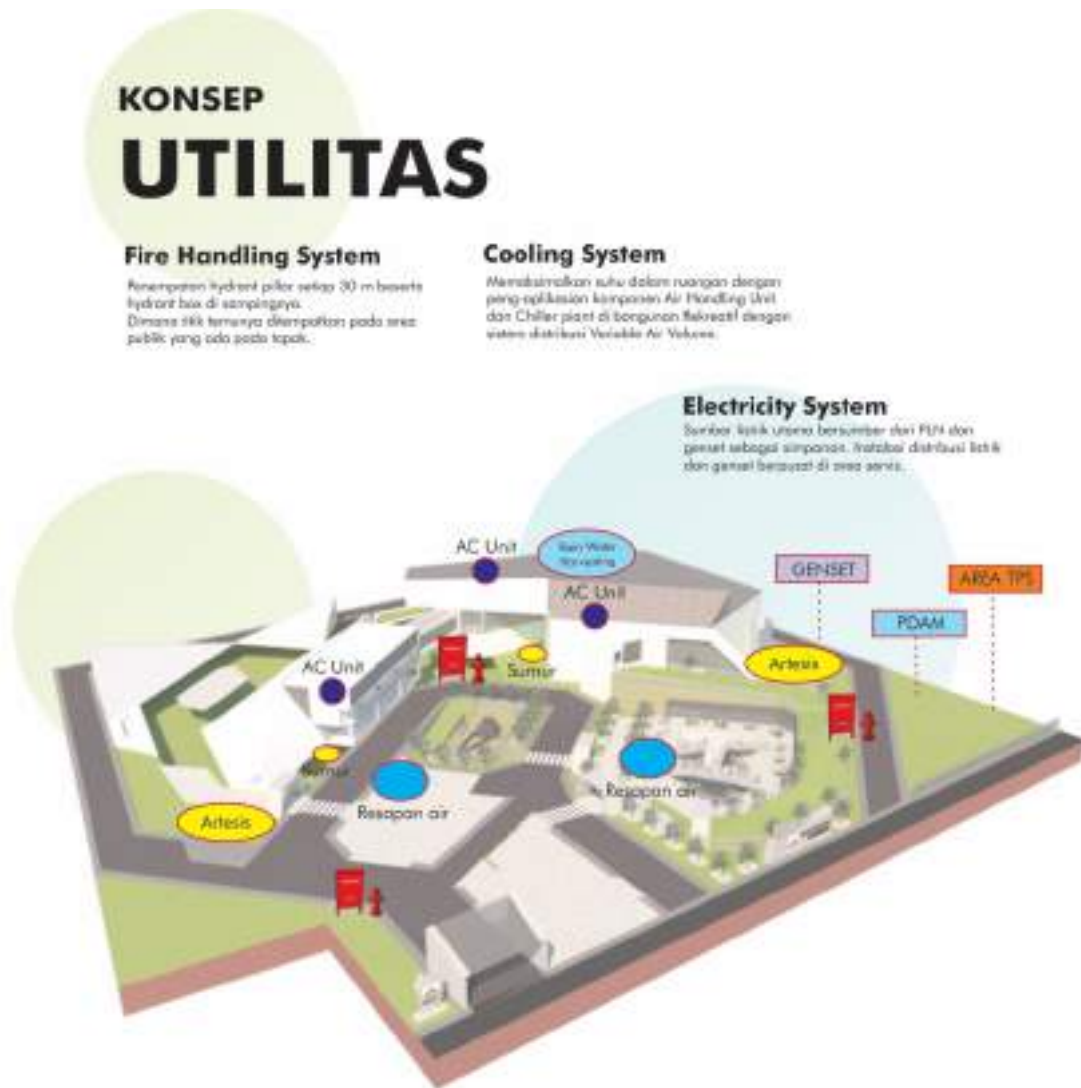 KONSEP
UTILITAS
Fire Handling System
Penempatan hydrant pillar setiap 30 m beserta
hydrant box di sampingnya.
Dimana titik temunya ditempatkan pada area
publik yang ada pada tapak.
Cooling System
Memaksimalkan suhu dalam ruangan dengan
peng-aplikasian komponen Air Handling Unit
dan Chiller plant di bangunan Rekreatif dengan
sistem distribusi Variable Air Volume.
Electricity System
Sumber listrik utama bersumber dari PLN dan
genset sebagai simpanan. Instalasi distribusi listrik
dan genset berpusat di area servis.
AC Unit
Rain Water
Harvesting
AC Unit
GENSET
AREA TPS
PDAM
AC Unit
Sumur
Artesis
Sumur
Resapan air
Resapan air
Artesis